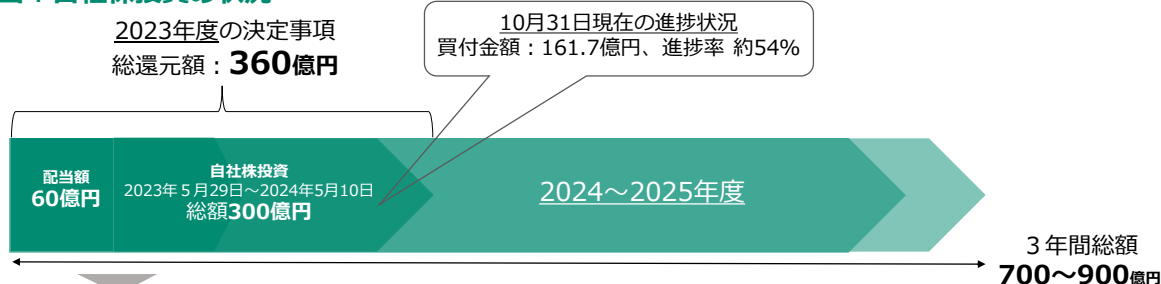 2023年度の決定事項
総還元額：360億円
10月31日現在の進捗状況
買付金額：161.7億円、進捗率 約54%
配当額
60億円
自社株投資
2023年５月29日～2024年5月10日
総額300億円
2024～2025年度
３年間総額
700～900億円